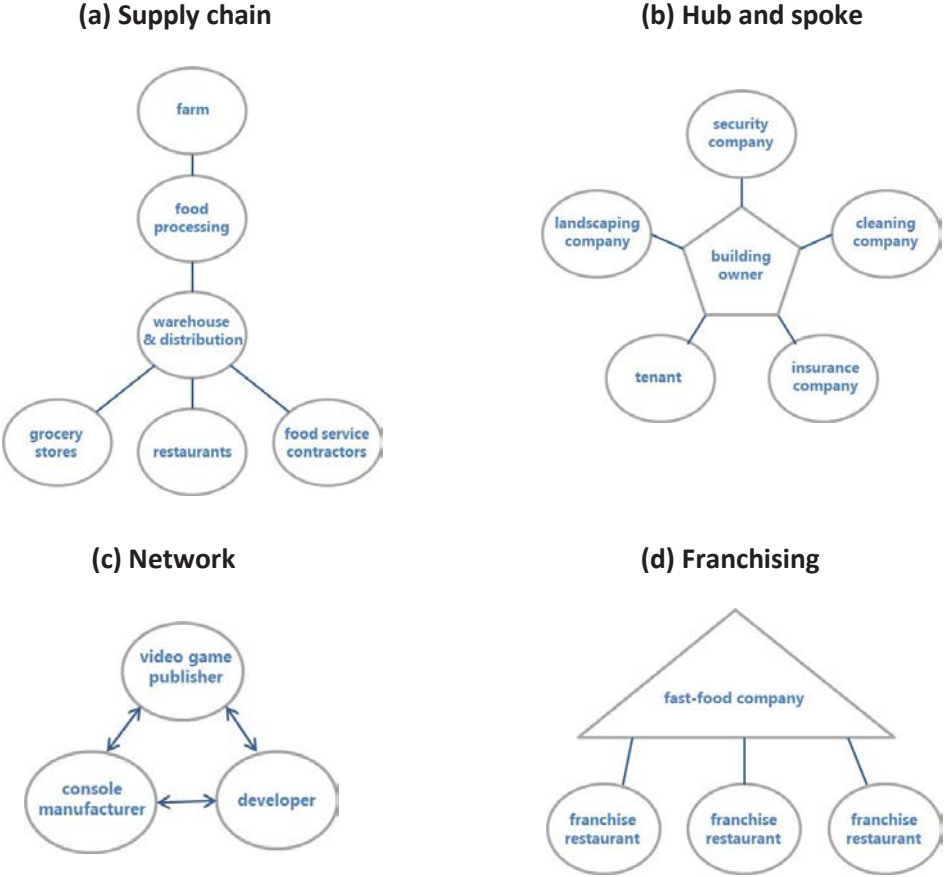 (a) Supply chain
farm
food
processing
warehouse
& distribution
grocery
stores
restaurants
food service
contractors
(b) Hub and spoke
security
company
landscaping
company
cleaning
company
building
owner
tenant
insurance
company
(c) Network
video game
publisher
console
manufacturer
developer
(d) Franchising
fast-food company
franchise
restaurant
franchise
restaurant
franchise
restaurant